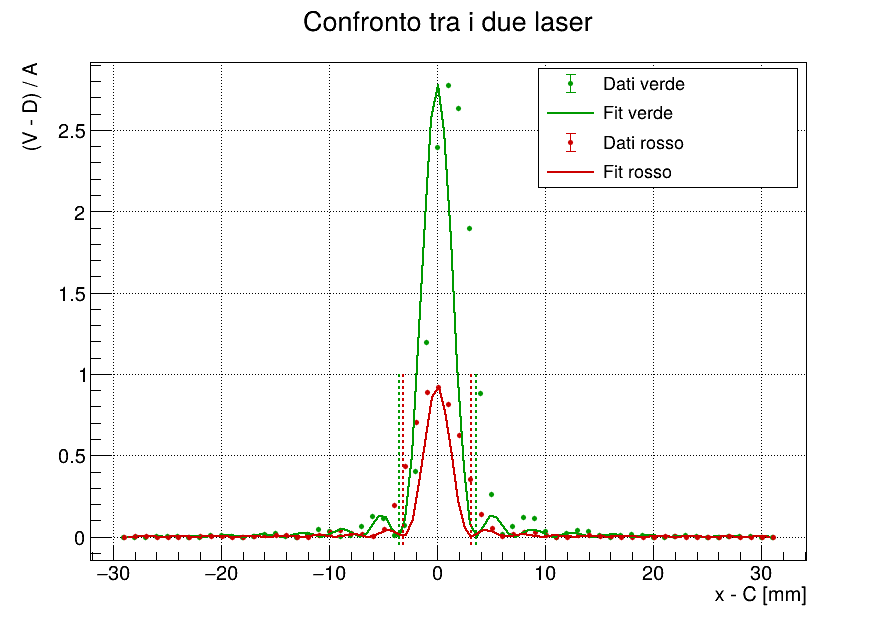 Confronto tra i due laser
(V - D) / A
Dati verde
Fit verde
Dati rosso
Fit rosso
2.5
2
1.5
1
0.5
0
−30 −20 −10 0 10 20 30
x - C [mm]